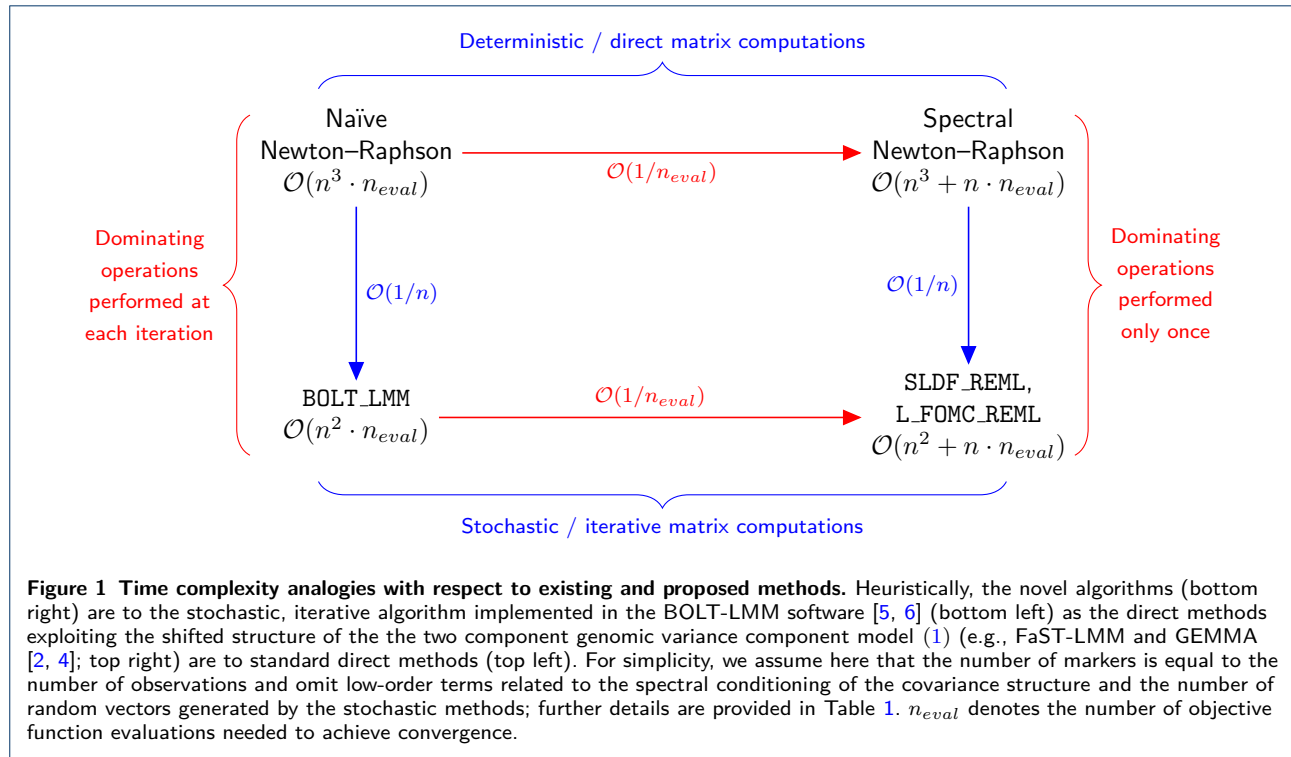 Deterministic / direct matrix computations
Naïve
Newton–Raphson
𝒪(n³ · n_eval)
Spectral
Newton–Raphson
𝒪(n³ + n · n_eval)
𝒪(1/n_eval)
Dominating
operations
performed at
each iteration
𝒪(1/n)
𝒪(1/n)
Dominating
operations
performed
only once
BOLT_LMM
𝒪(n² · n_eval)
𝒪(1/n_eval)
SLDF_REML,
L_FOMC_REML
𝒪(n² + n · n_eval)
Stochastic / iterative matrix computations
Figure 1 Time complexity analogies with respect to existing and proposed methods. Heuristically, the novel algorithms (bottom
right) are to the stochastic, iterative algorithm implemented in the BOLT-LMM software [5, 6] (bottom left) as the direct methods
exploiting the shifted structure of the the two component genomic variance component model (1) (e.g., FaST-LMM and GEMMA
[2, 4]; top right) are to standard direct methods (top left). For simplicity, we assume here that the number of markers is equal to the
number of observations and omit low-order terms related to the spectral conditioning of the covariance structure and the number of
random vectors generated by the stochastic methods; further details are provided in Table 1. n_eval denotes the number of objective
function evaluations needed to achieve convergence.